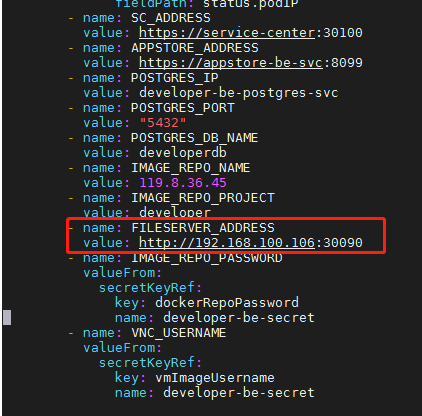 fieldPath: status.podIP
- name: SC_ADDRESS
value: https://service-center:30100
- name: APPSTORE_ADDRESS
value: https://appstore-be-svc:8099
- name: POSTGRES_IP
value: developer-be-postgres-svc
- name: POSTGRES_PORT
value: "5432"
- name: POSTGRES_DB_NAME
value: developerdb
- name: IMAGE_REPO_NAME
value: 119.8.36.45
- name: IMAGE_REPO_PROJECT
value: developer
- name: FILESERVER_ADDRESS
value: http://192.168.100.106:30090
- name: IMAGE_REPO_PASSWORD
valueFrom:
secretKeyRef:
key: dockerRepoPassword
name: developer-be-secret
- name: VNC_USERNAME
valueFrom:
secretKeyRef:
key: vmImageUsername
name: developer-be-secret